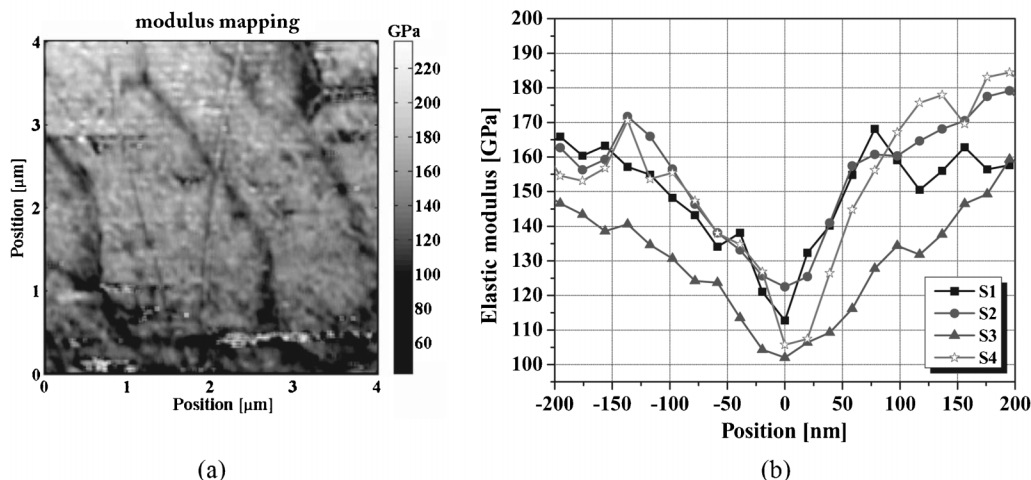 modulus mapping
GPa
4
3
2
1
0
0 1 2 3 4
Position [μm]
Position [μm]
220
200
180
160
140
120
100
80
60
(a)
200
190
180
170
160
150
140
130
120
110
100
Elastic modulus [GPa]
S1
S2
S3
S4
-200 -150 -100 -50 0 50 100 150 200
Position [nm]
(b)